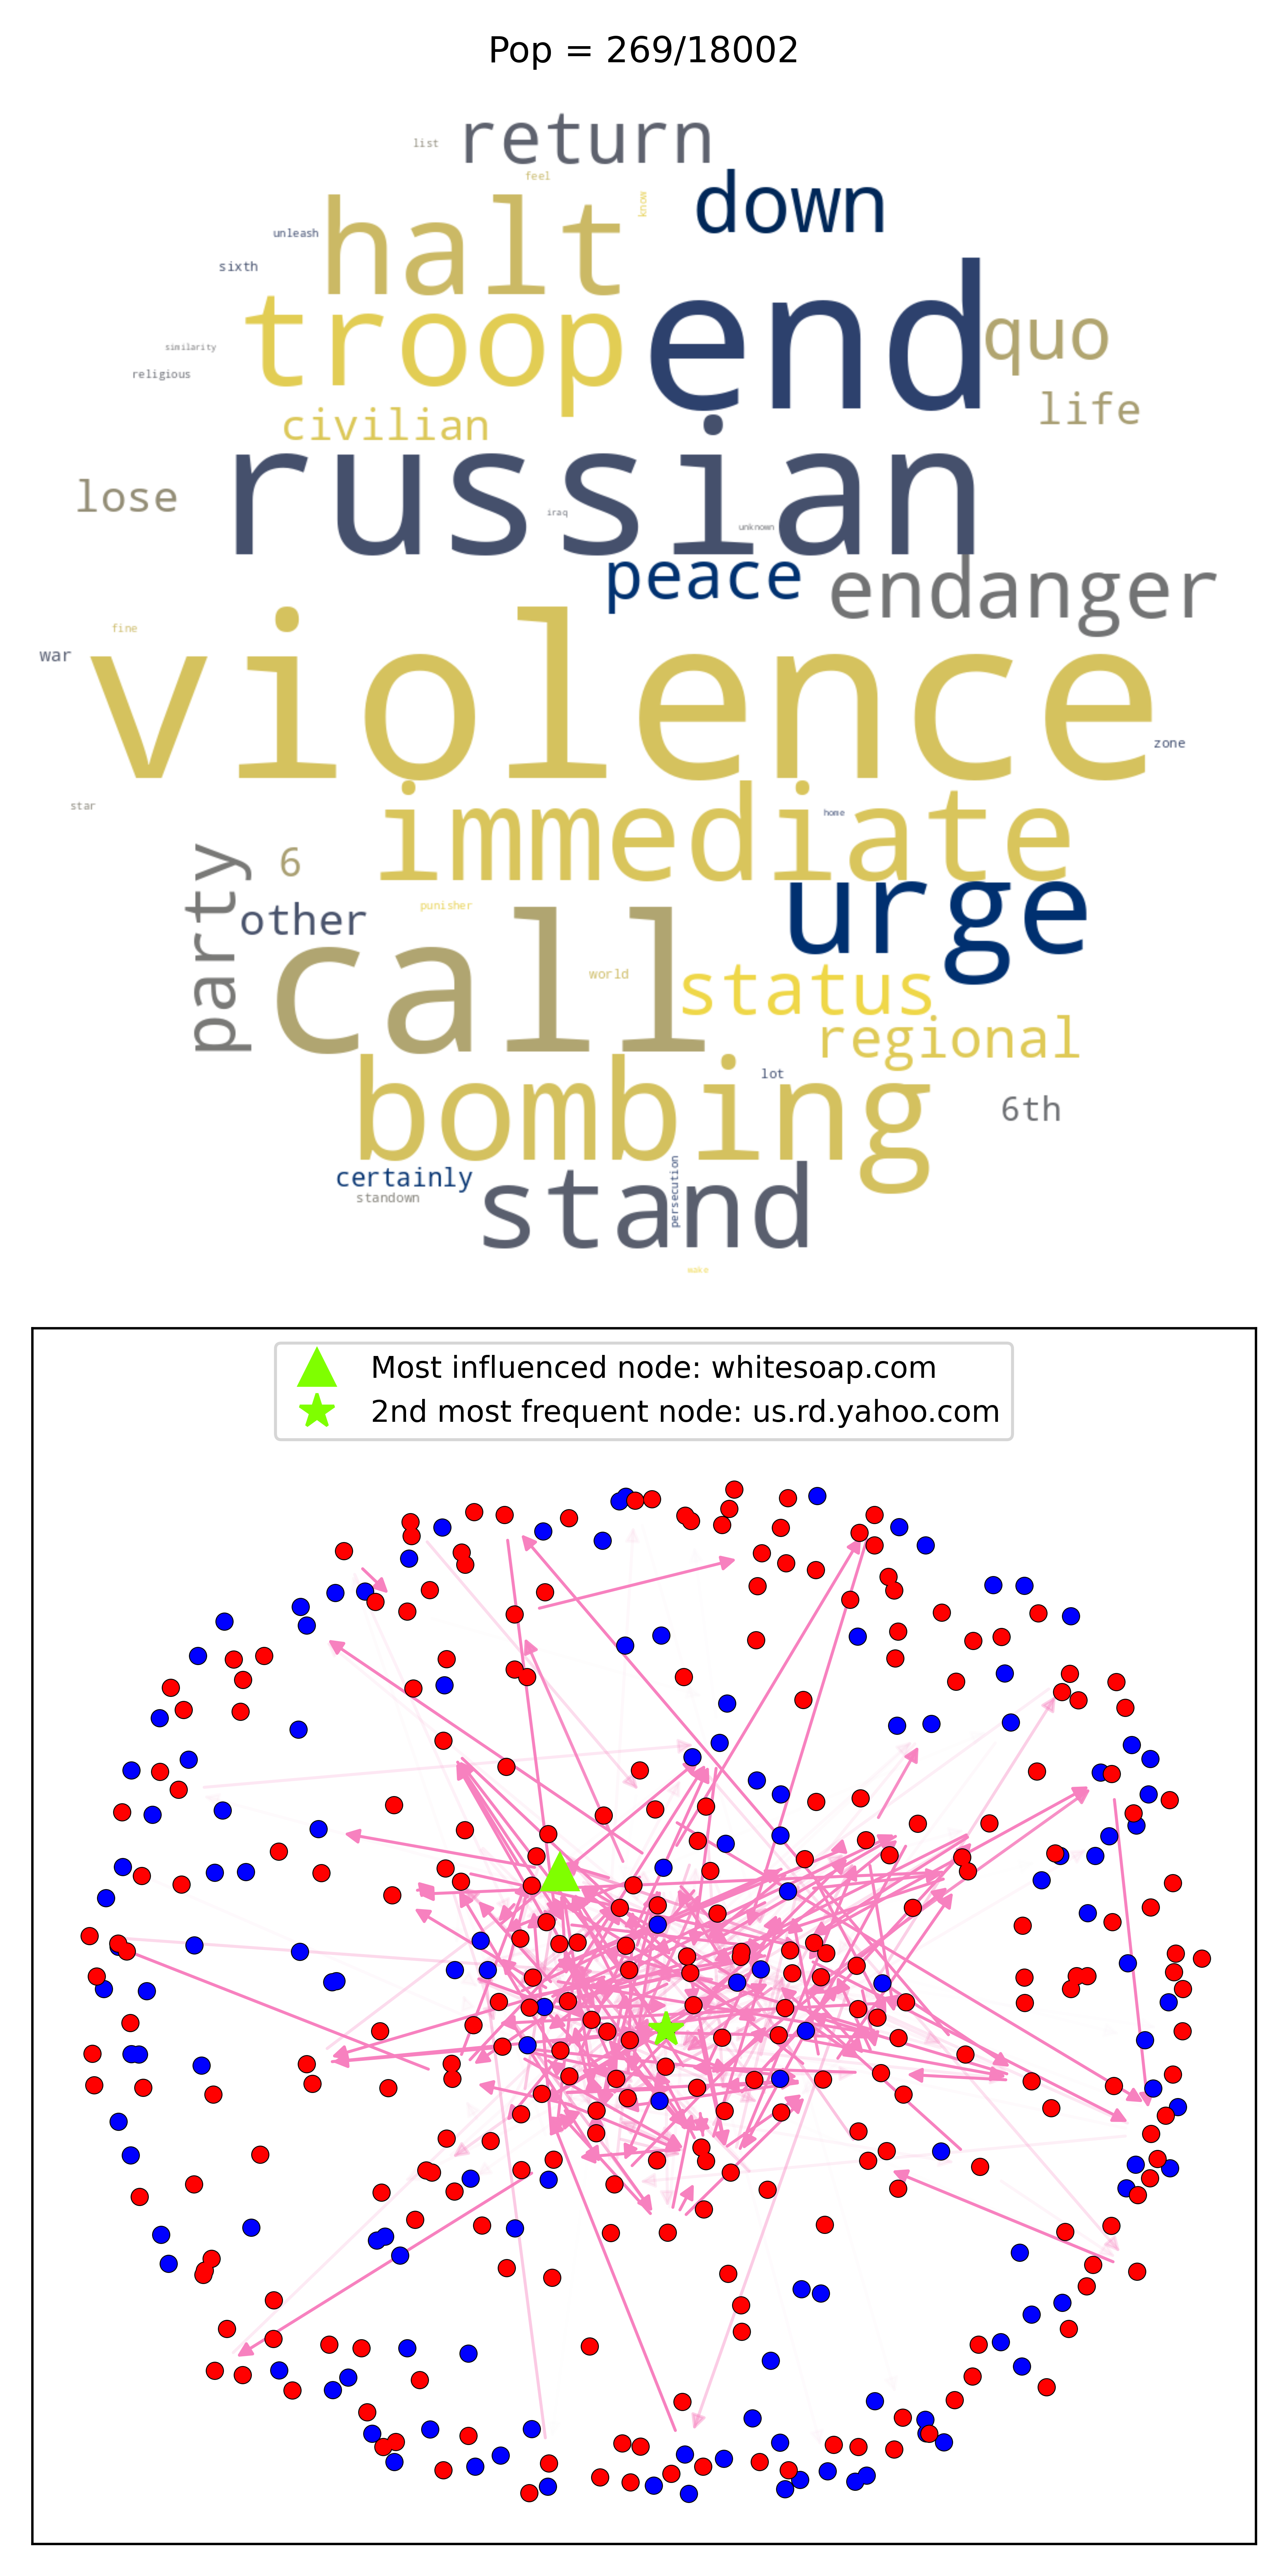 Pop = 269/18002
list
return
feel
know
down
halt
unleash
sixth
end
troop
quo
similarity
religious
life
civilian
russian
lose
iraq
unknown
peace
endanger
violence
fine
war
zone
immediate
star
home
6
party
urge
other
punisher
call
world
status
regional
bombing
lot
6th
certainly
standown
persecution
stand
make
Most influenced node: whitesoap.com
2nd most frequent node: us.rd.yahoo.com